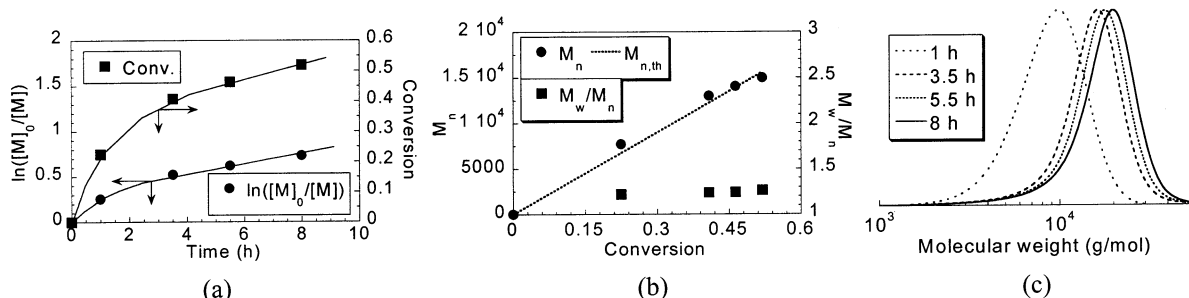 ln([M]0/[M])
2
1.5
1
0.5
0
Conv.
ln([M]0/[M])
0.6
0.5
0.4
0.3
0.2
0.1
0
Conversion
0 2 4 6 8 10
Time (h)
(a)
Mn
2 10^4
1.5 10^4
1 10^4
5000
0
Mn Mn,th
Mw/Mn
3
2.5
2
1.5
1
Mw/Mn
0 0.15 0.3 0.45 0.6
Conversion
(b)
1 h
3.5 h
5.5 h
8 h
10^3 10^4
Molecular weight (g/mol)
(c)